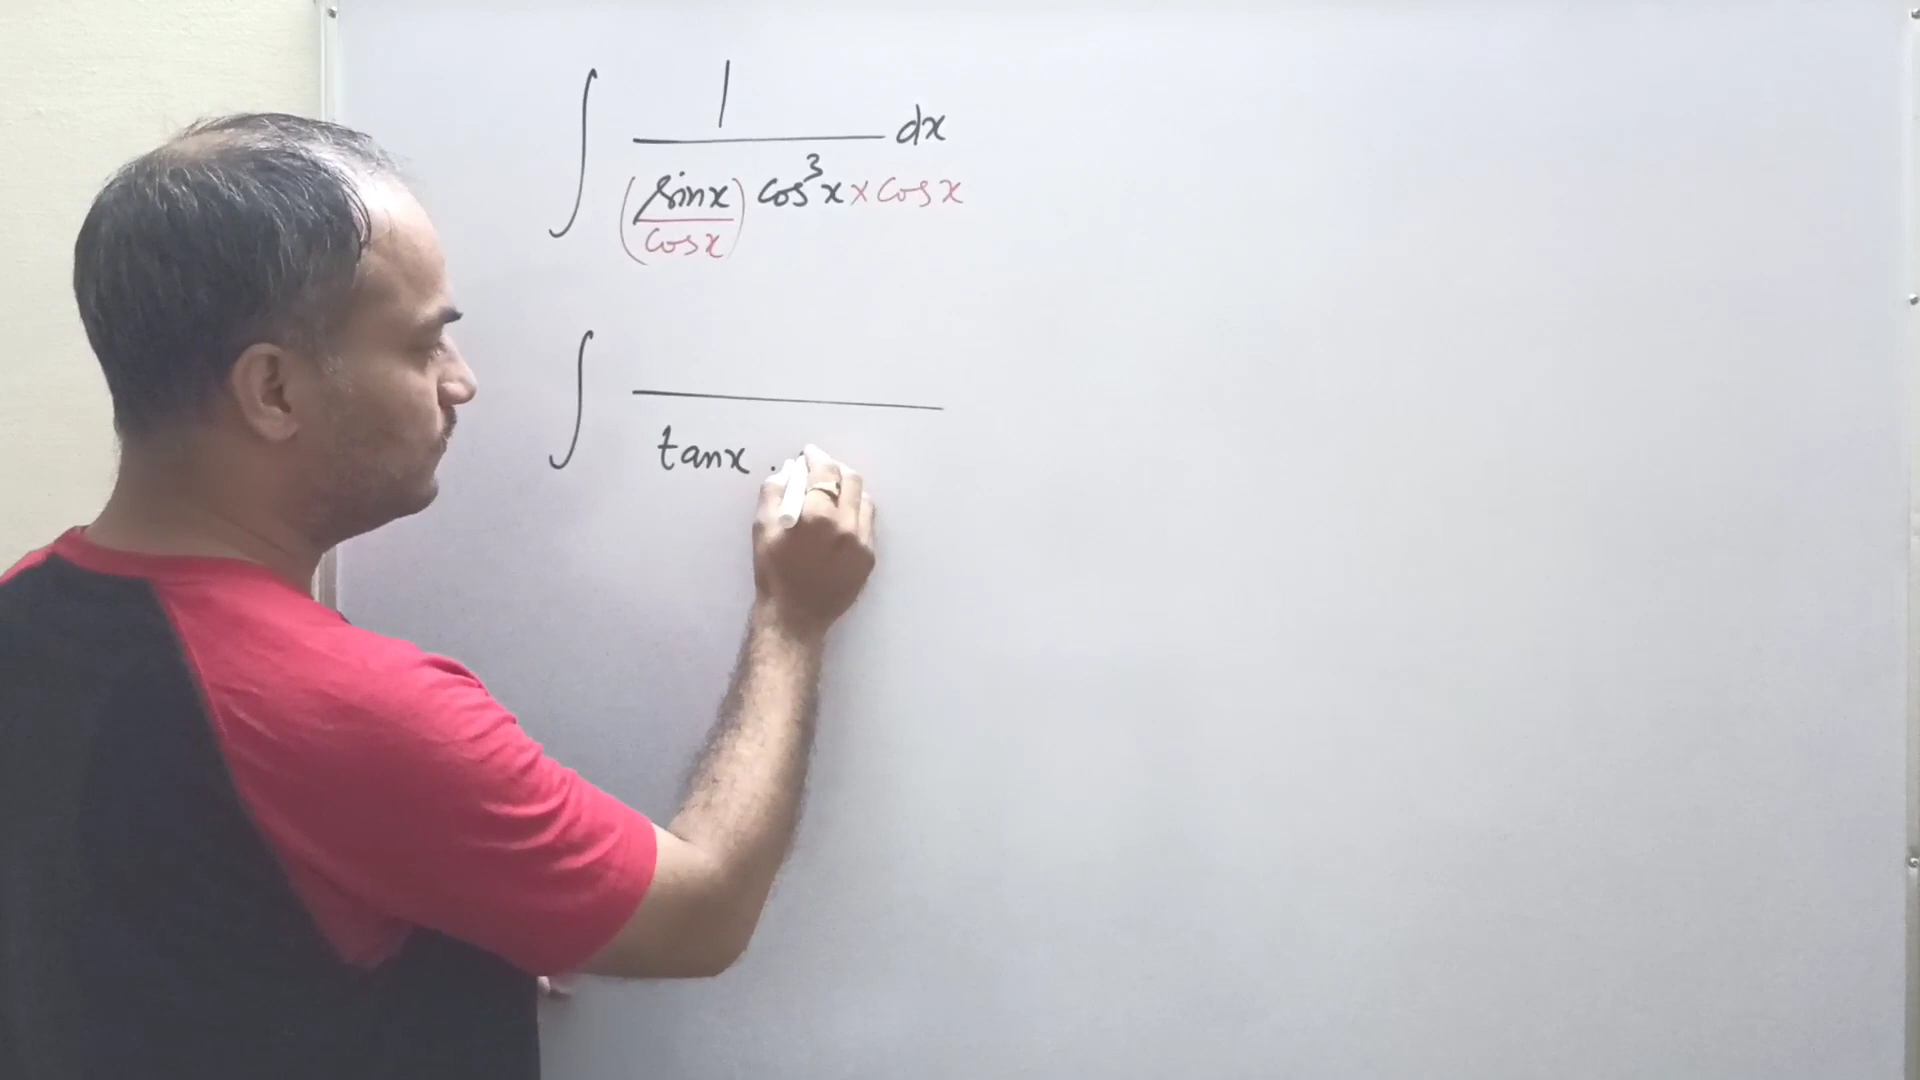 ∫ 1/((sinx/cosx) cos³x × cosx) dx
∫ tanx .